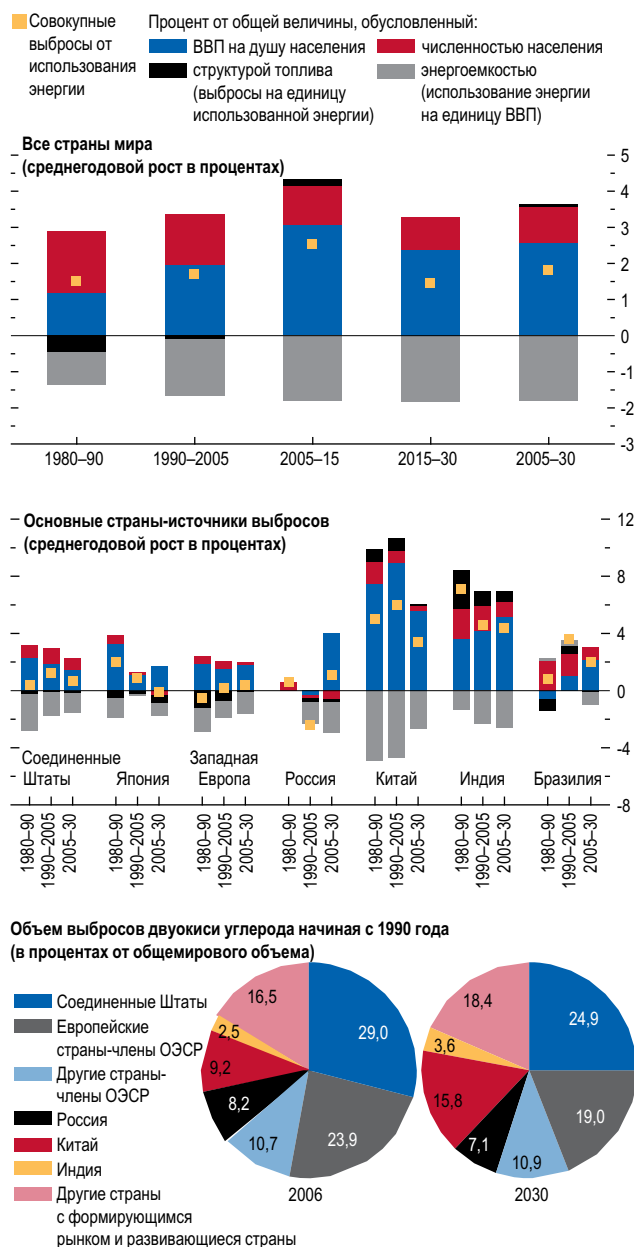 Совокупные выбросы от использования энергии
Процент от общей величины, обусловленный:
ВВП на душу населения
численностью населения
структурой топлива
(выбросы на единицу
использованной энергии)
энергоемкостью
(использование энергии
на единицу ВВП)
Все страны мира
(среднегодовой рост в процентах)
5
4
3
2
1
0
-1
-2
-3
1980–90
1990–2005
2005–15
2015–30
2005–30
Основные страны-источники выбросов
(среднегодовой рост в процентах)
12
8
4
0
-4
-8
Соединенные
Штаты
Япония
Западная
Европа
Россия
Китай
Индия
Бразилия
1980–90
1990–2005
2005–30
1980–90
1990–2005
2005–30
1980–90
1990–2005
2005–30
1980–90
1990–2005
2005–30
1980–90
1990–2005
2005–30
1980–90
1990–2005
2005–30
1980–90
1990–2005
2005–30
Объем выбросов двуокиси углерода начиная с 1990 года
(в процентах от общемирового объема)
Соединенные Штаты
Европейские
страны-члены ОЭСР
Другие страны-
члены ОЭСР
Россия
Китай
Индия
Другие страны
с формирующимся
рынком и развивающиеся страны
16,5
29,0
2,5
9,2
8,2
10,7
23,9
2006
18,4
24,9
3,6
15,8
7,1
10,9
19,0
2030